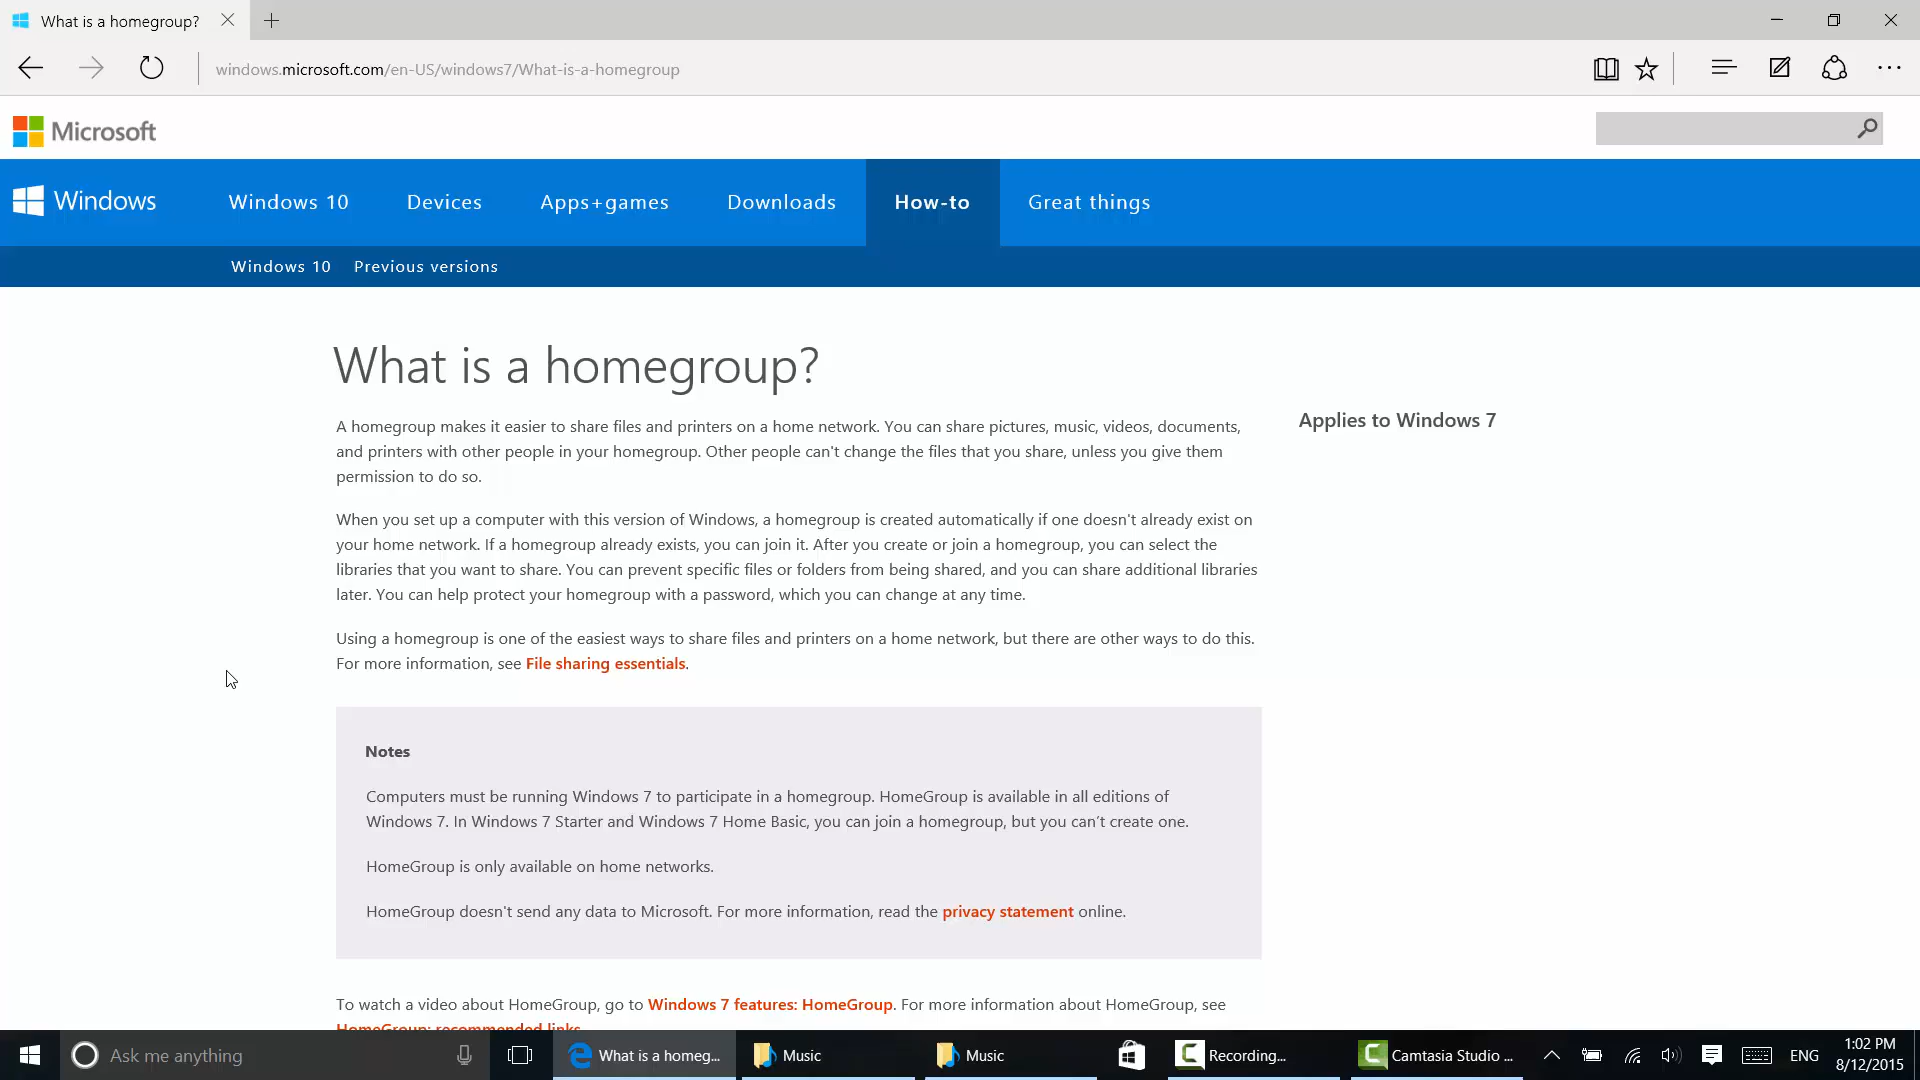 What is a homegroup?
windows.microsoft.com/en-US/windows7/What-is-a-homegroup
Microsoft
Windows
Windows 10
Devices
Apps+games
Downloads
How-to
Great things
Windows 10
Previous versions
What is a homegroup?
A homegroup makes it easier to share files and printers on a home network. You can share pictures, music, videos, documents,
and printers with other people in your homegroup. Other people can't change the files that you share, unless you give them
permission to do so.
Applies to Windows 7
When you set up a computer with this version of Windows, a homegroup is created automatically if one doesn't already exist on
your home network. If a homegroup already exists, you can join it. After you create or join a homegroup, you can select the
libraries that you want to share. You can prevent specific files or folders from being shared, and you can share additional libraries
later. You can help protect your homegroup with a password, which you can change at any time.
Using a homegroup is one of the easiest ways to share files and printers on a home network, but there are other ways to do this.
For more information, see File sharing essentials.
Notes
Computers must be running Windows 7 to participate in a homegroup. HomeGroup is available in all editions of
Windows 7. In Windows 7 Starter and Windows 7 Home Basic, you can join a homegroup, but you can’t create one.
HomeGroup is only available on home networks.
HomeGroup doesn't send any data to Microsoft. For more information, read the privacy statement online.
To watch a video about HomeGroup, go to Windows 7 features: HomeGroup. For more information about HomeGroup, see
HomeGroup: recommended links
Ask me anything
What is a homeg...
Music
Music
Recording...
Camtasia Studio ...
ENG
1:02 PM
8/12/2015